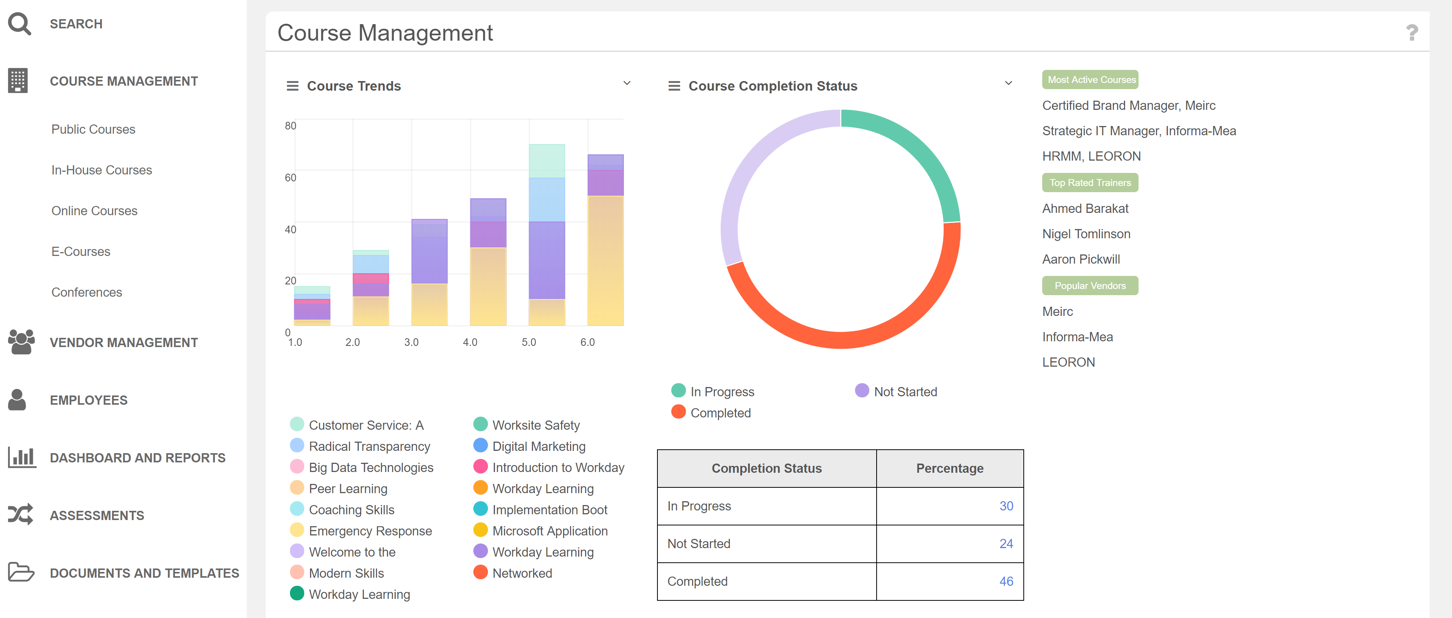 SEARCH
COURSE MANAGEMENT
Public Courses
In-House Courses
Online Courses
E-Courses
Conferences
VENDOR MANAGEMENT
EMPLOYEES
DASHBOARD AND REPORTS
ASSESSMENTS
DOCUMENTS AND TEMPLATES
Course Management
?
Course Trends
80
60
40
20
0
1.0 2.0 3.0 4.0 5.0 6.0
Customer Service: A
Radical Transparency
Big Data Technologies
Peer Learning
Coaching Skills
Emergency Response
Welcome to the
Modern Skills
Workday Learning
Worksite Safety
Digital Marketing
Introduction to Workday
Workday Learning
Implementation Boot
Microsoft Application
Workday Learning
Networked
Course Completion Status
In Progress
Not Started
Completed
Completion Status Percentage
In Progress 30
Not Started 24
Completed 46
Most Active Courses
Certified Brand Manager, Meirc
Strategic IT Manager, Informa-Mea
HRMM, LEORON
Top Rated Trainers
Ahmed Barakat
Nigel Tomlinson
Aaron Pickwill
Popular Vendors
Meirc
Informa-Mea
LEORON